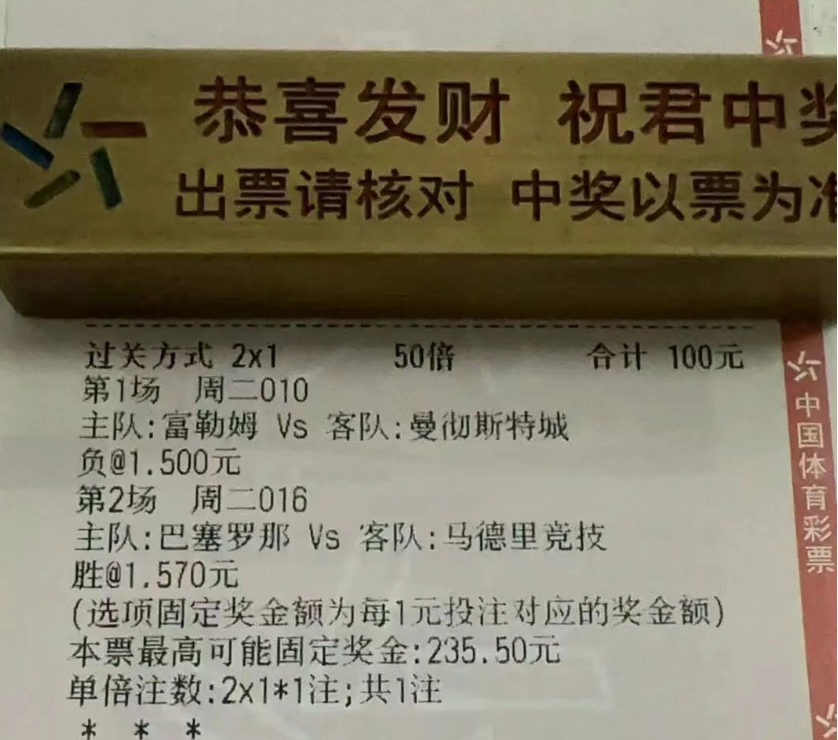 恭喜发财 祝君中奖
出票请核对 中奖以票为准
过关方式 2x1 50倍 合计 100元
第1场 周二010
主队:富勒姆 Vs 客队:曼彻斯特城
负@1.500元
第2场 周二016
主队:巴塞罗那 Vs 客队:马德里竞技
胜@1.570元
(选项固定奖金额为每1元投注对应的奖金额)
本票最高可能固定奖金:235.50元
单倍注数:2x1*1注;共1注
* * *
中国体育彩票